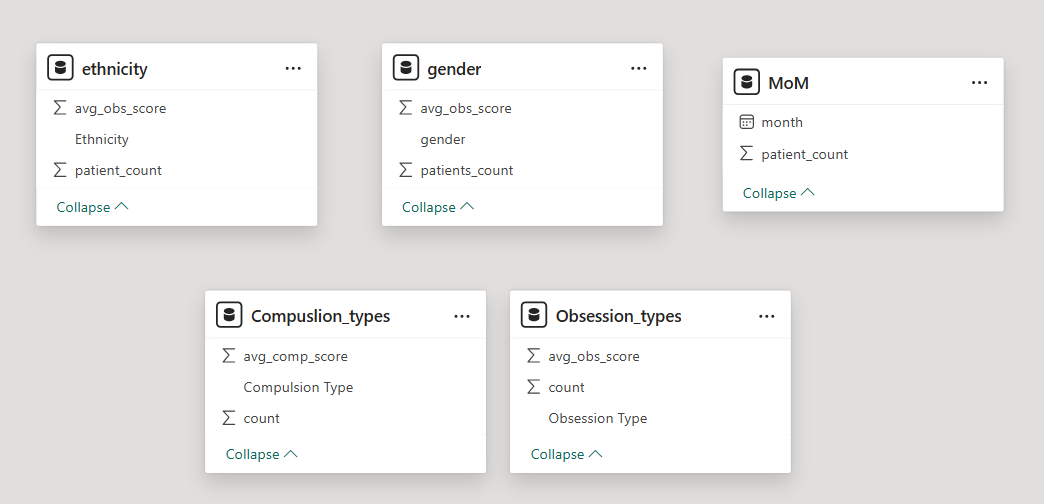 ethnicity
avg_obs_score
Ethnicity
patient_count
Collapse
gender
avg_obs_score
gender
patients_count
Collapse
MoM
month
patient_count
Collapse
Compuslion_types
avg_comp_score
Compulsion Type
count
Collapse
Obsession_types
avg_obs_score
count
Obsession Type
Collapse